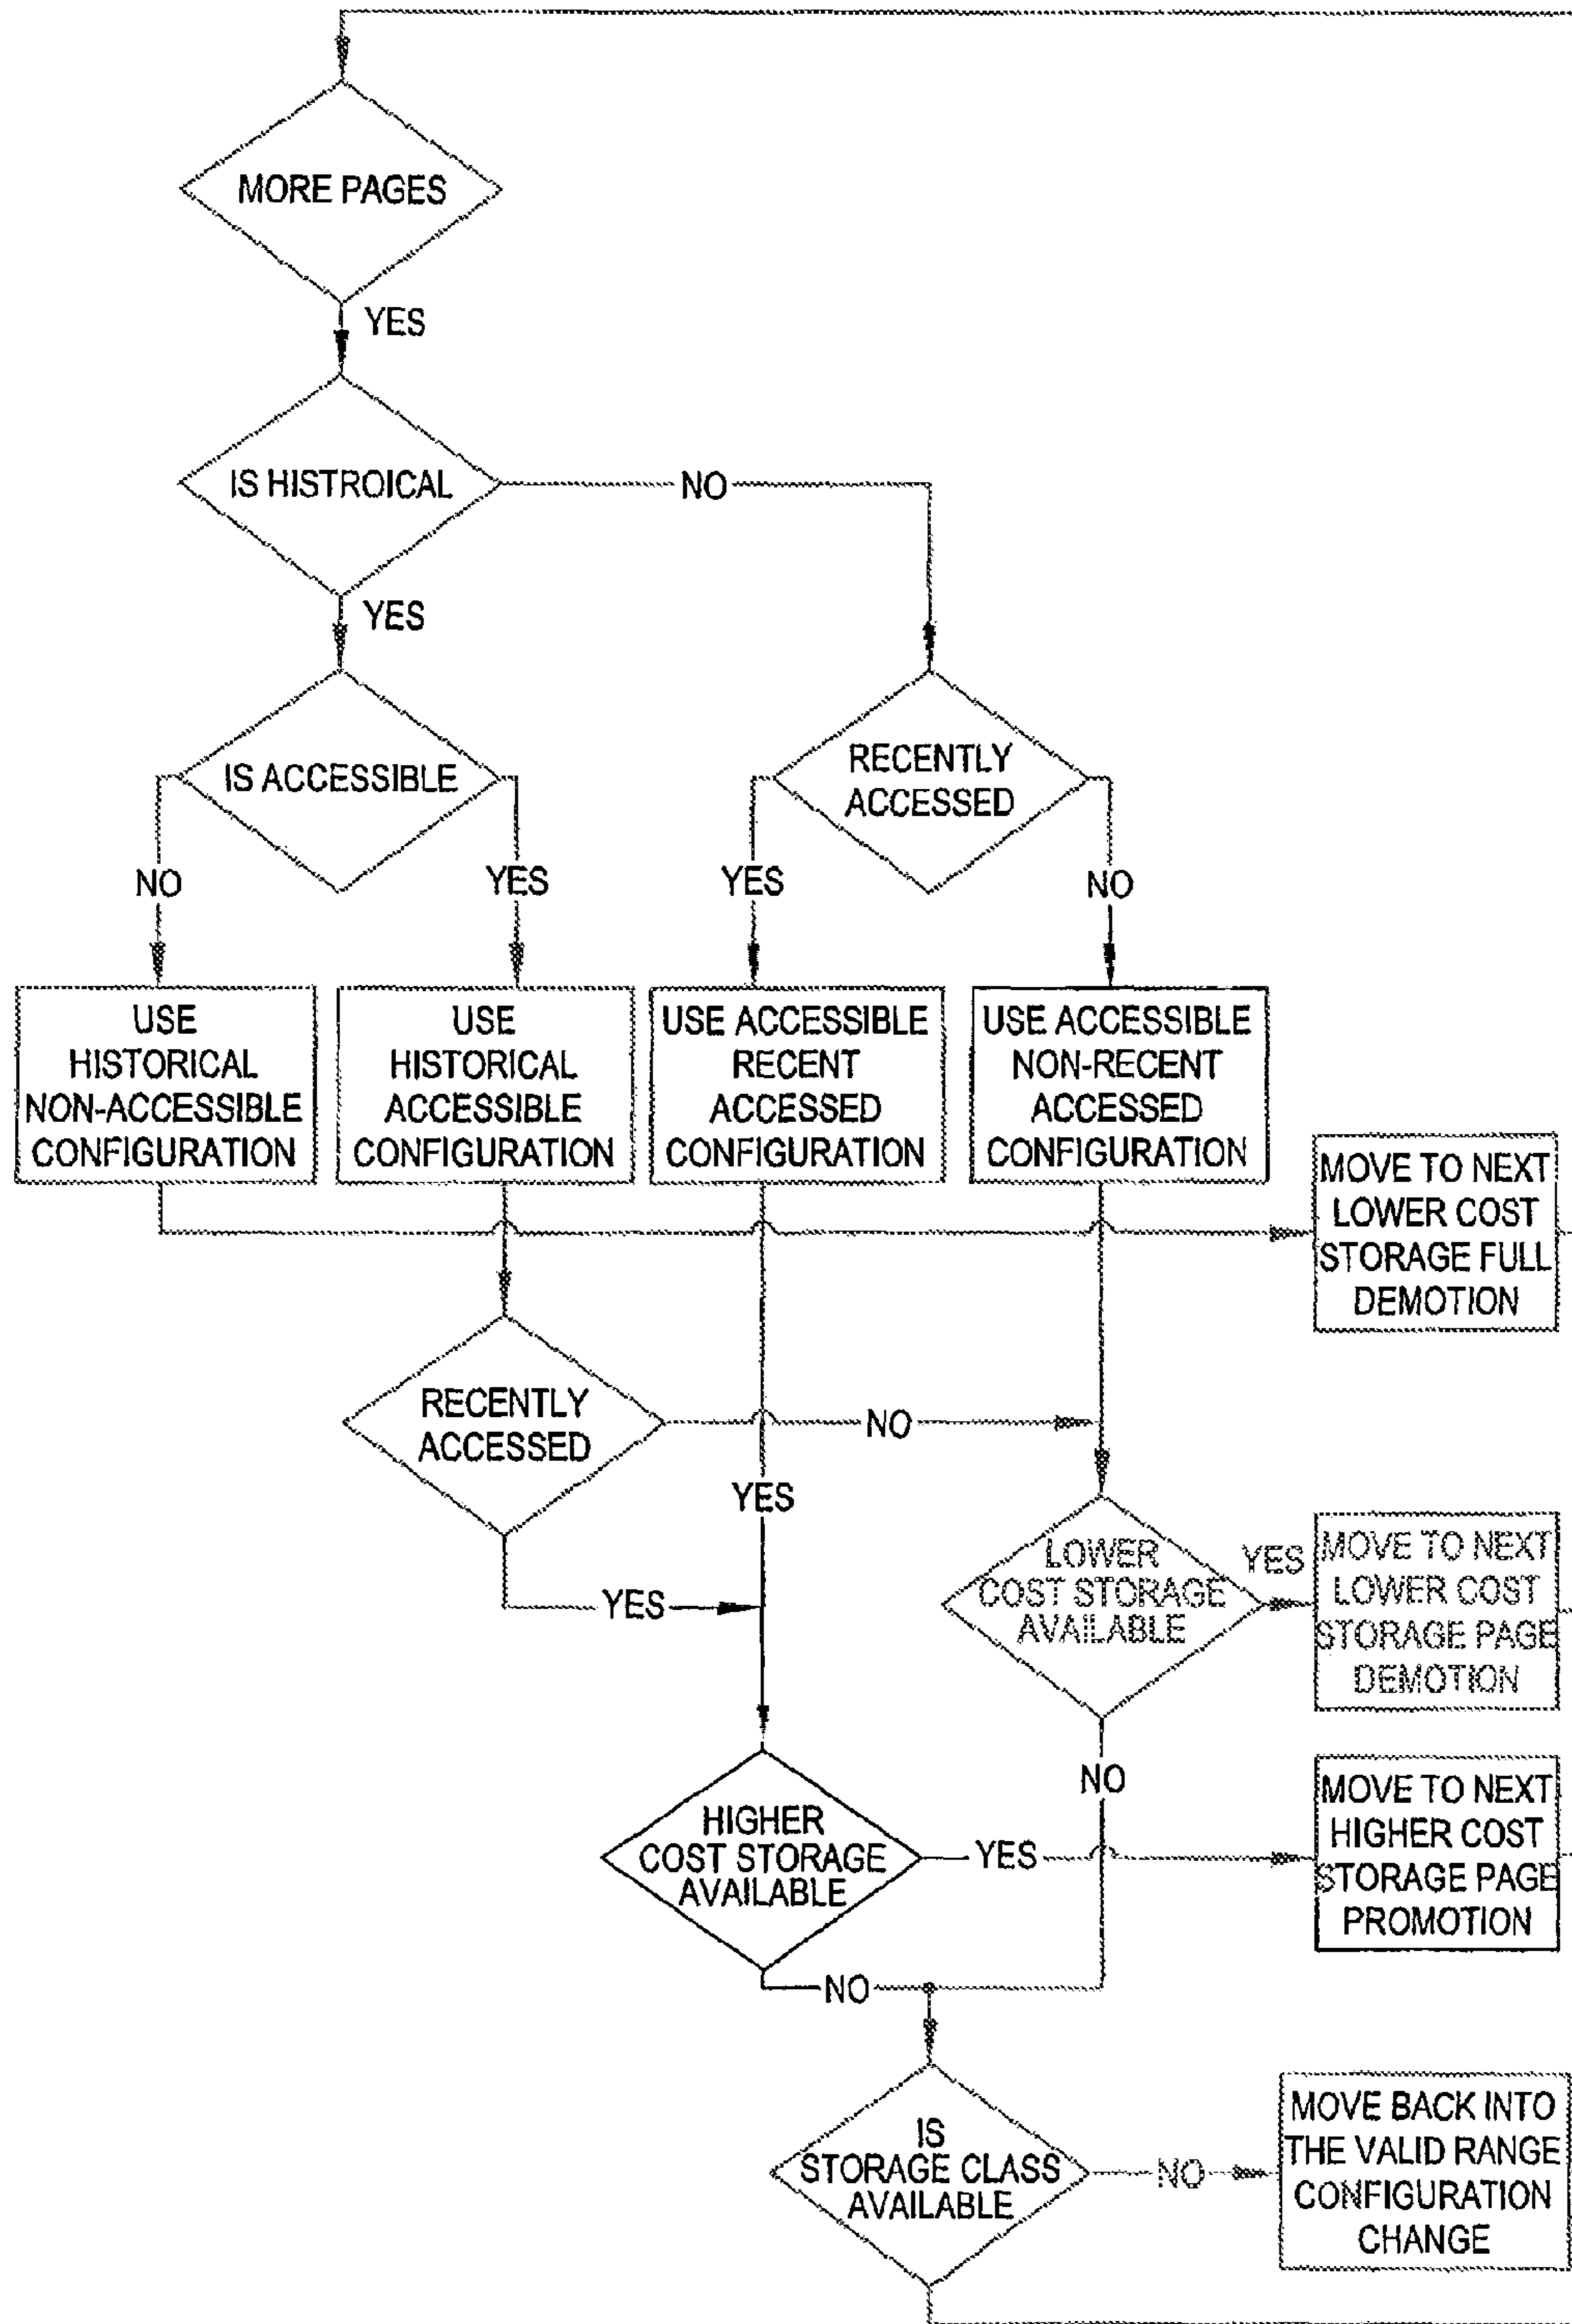 MORE PAGES
YES
IS HISTROICAL
NO
YES
IS ACCESSIBLE
RECENTLY
ACCESSED
NO
YES
YES
NO
USE
HISTORICAL
NON-ACCESSIBLE
CONFIGURATION
USE
HISTORICAL
ACCESSIBLE
CONFIGURATION
USE ACCESSIBLE
RECENT
ACCESSED
CONFIGURATION
USE ACCESSIBLE
NON-RECENT
ACCESSED
CONFIGURATION
MOVE TO NEXT
LOWER COST
STORAGE FULL
DEMOTION
RECENTLY
ACCESSED
NO
YES
YES
LOWER
COST STORAGE
AVAILABLE
YES
MOVE TO NEXT
LOWER COST
STORAGE PAGE
DEMOTION
NO
HIGHER
COST STORAGE
AVAILABLE
YES
MOVE TO NEXT
HIGHER COST
STORAGE PAGE
PROMOTION
NO
IS
STORAGE CLASS
AVAILABLE
NO
MOVE BACK INTO
THE VALID RANGE
CONFIGURATION
CHANGE